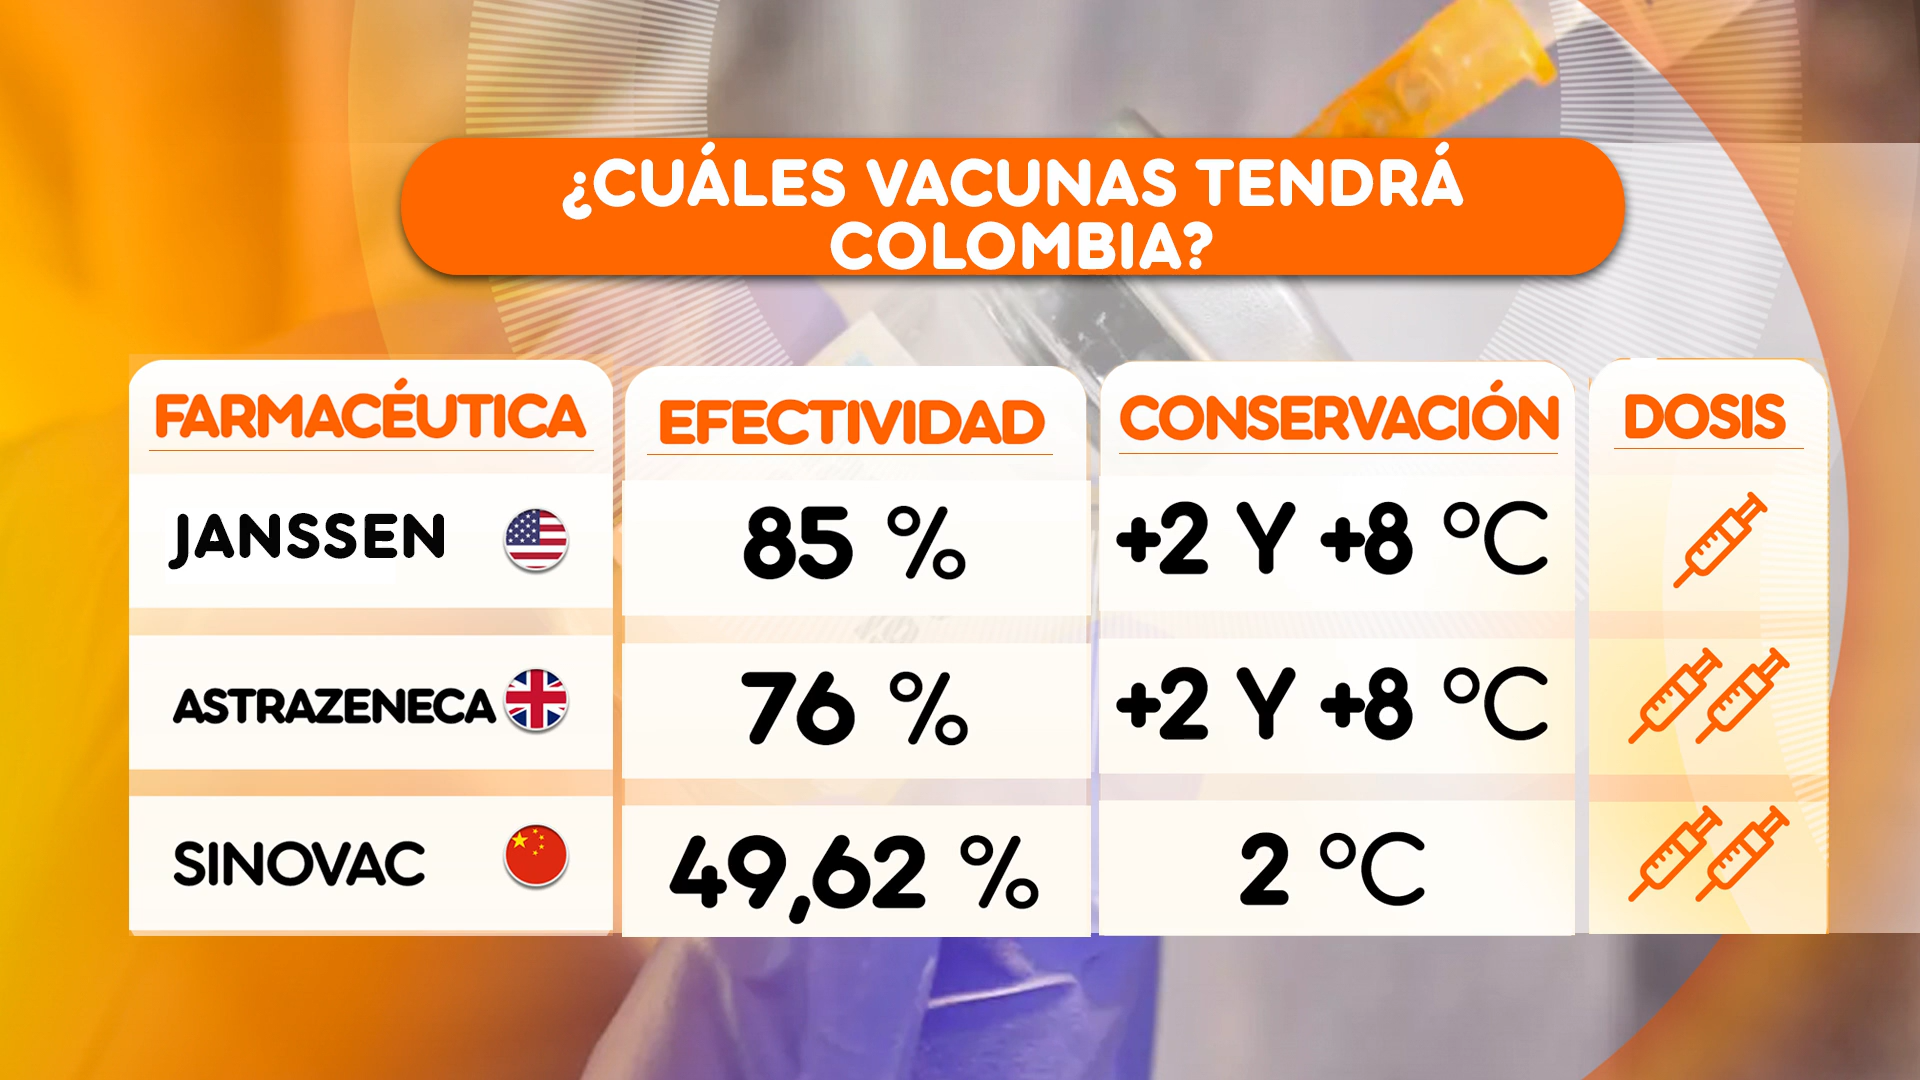 ¿CUÁLES VACUNAS TENDRÁ
COLOMBIA?
FARMACÉUTICA EFECTIVIDAD CONSERVACIÓN DOSIS
JANSSEN 85 % +2 Y +8 °C
ASTRAZENECA 76 % +2 Y +8 °C
SINOVAC 49,62 % 2 °C